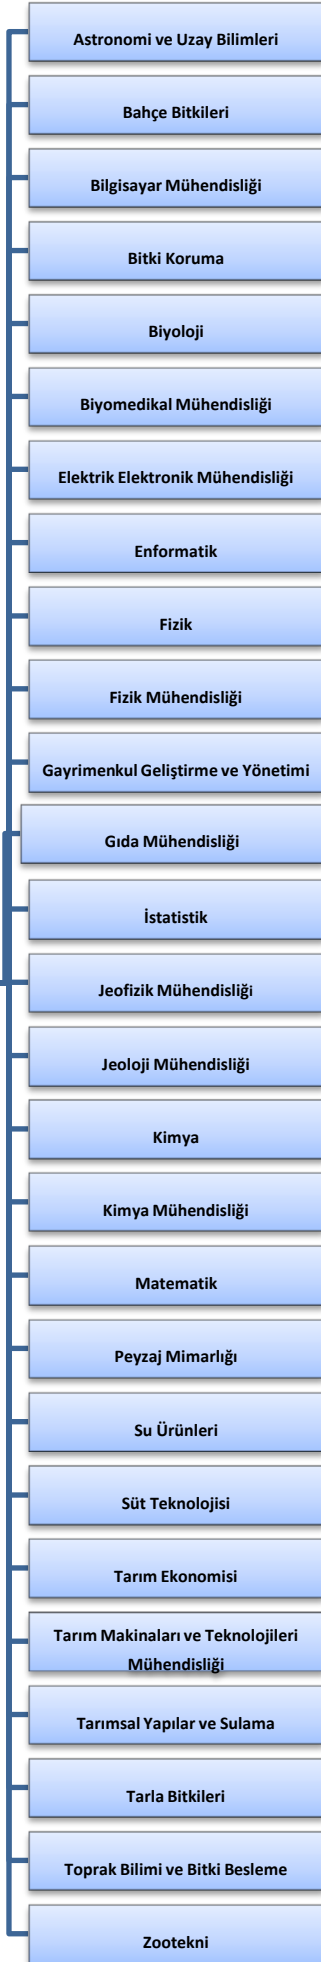 Astronomi ve Uzay Bilimleri
Bahçe Bitkileri
Bilgisayar Mühendisliği
Bitki Koruma
Biyoloji
Biyomedikal Mühendisliği
Elektrik Elektronik Mühendisliği
Enformatik
Fizik
Fizik Mühendisliği
Gayrimenkul Geliştirme ve Yönetimi
Gıda Mühendisliği
İstatistik
Jeofizik Mühendisliği
Jeoloji Mühendisliği
Kimya
Kimya Mühendisliği
Matematik
Peyzaj Mimarlığı
Su Ürünleri
Süt Teknolojisi
Tarım Ekonomisi
Tarım Makinaları ve Teknolojileri
Mühendisliği
Tarımsal Yapılar ve Sulama
Tarla Bitkileri
Toprak Bilimi ve Bitki Besleme
Zootekni